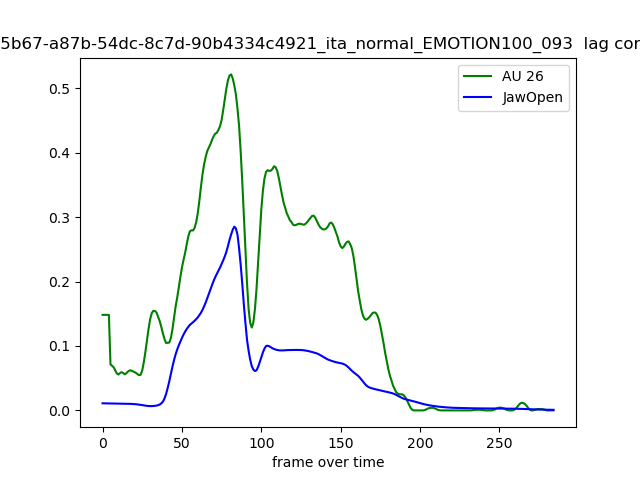 5b67-a87b-54dc-8c7d-90b4334c4921_ita_normal_EMOTION100_093 lag cor
AU 26
JawOpen
0.5
0.4
0.3
0.2
0.1
0.0
0 50 100 150 200 250
frame over time